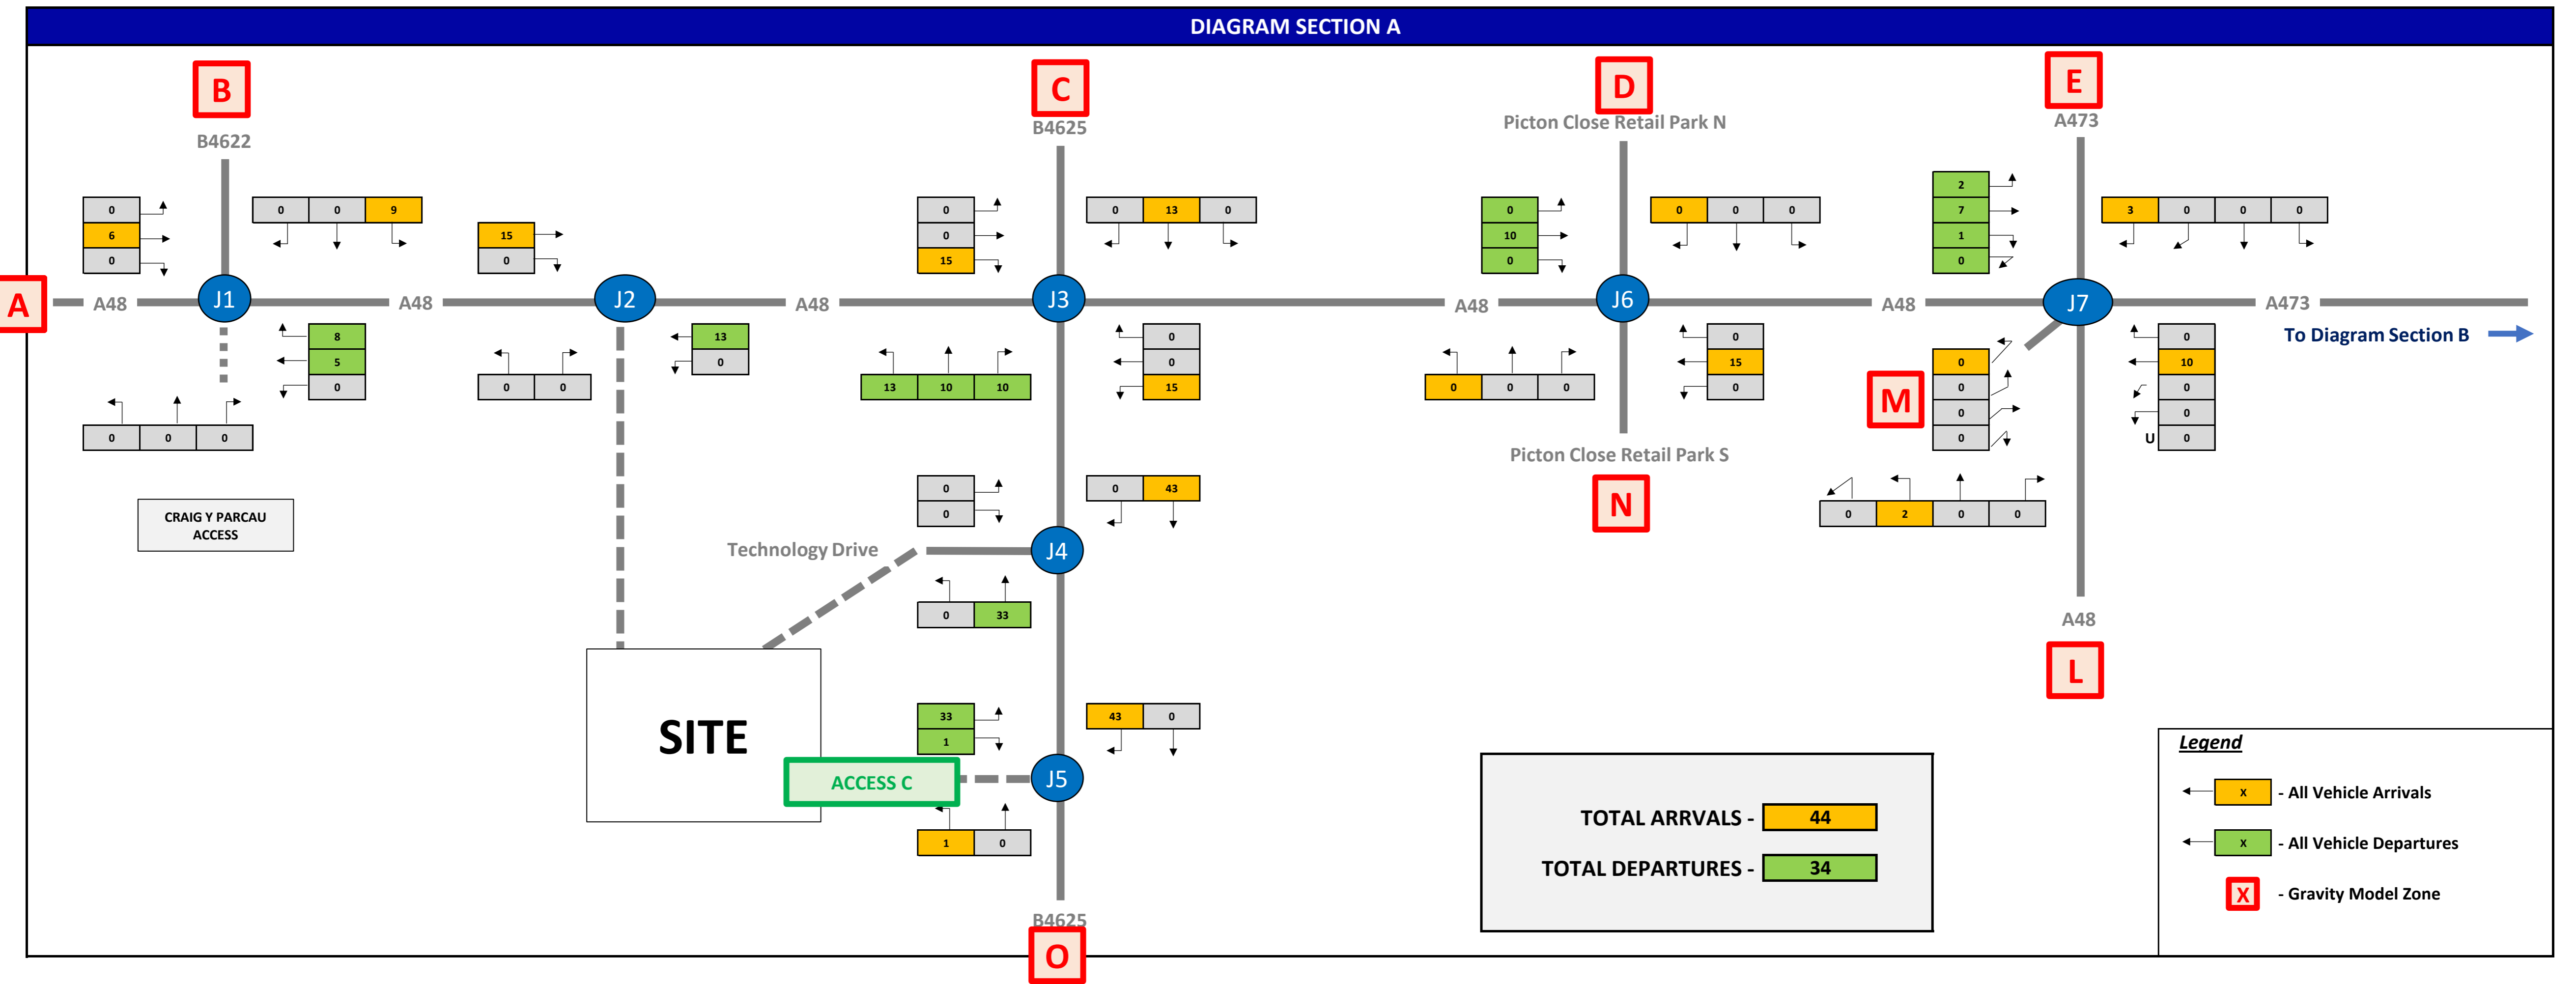 DIAGRAM SECTION A
B
C
D
E
B4622
B4625
Picton Close Retail Park N
A473
0
6
0
0 0 9
15
0
0
0
15
0 13 0
0
10
0
0 0 0
2
7
1
0
3 0 0 0
A
A48
J1
A48
J2
A48
J3
A48
J6
A48
J7
A473
To Diagram Section B
8
5
0
0 0 0
0 0
13
0
13 10 10
0
0
15
0 0 0
0
15
0
M
0
0
0
0
0
10
0
0
U 0
0 2 0 0
Picton Close Retail Park S
N
CRAIG Y PARCAU
ACCESS
0
0
0 43
Technology Drive
J4
0 33
A48
L
SITE
33
1
43 0
ACCESS C
J5
1 0
B4625
O
TOTAL ARRVALS - 44
TOTAL DEPARTURES - 34
Legend
x - All Vehicle Arrivals
x - All Vehicle Departures
X - Gravity Model Zone